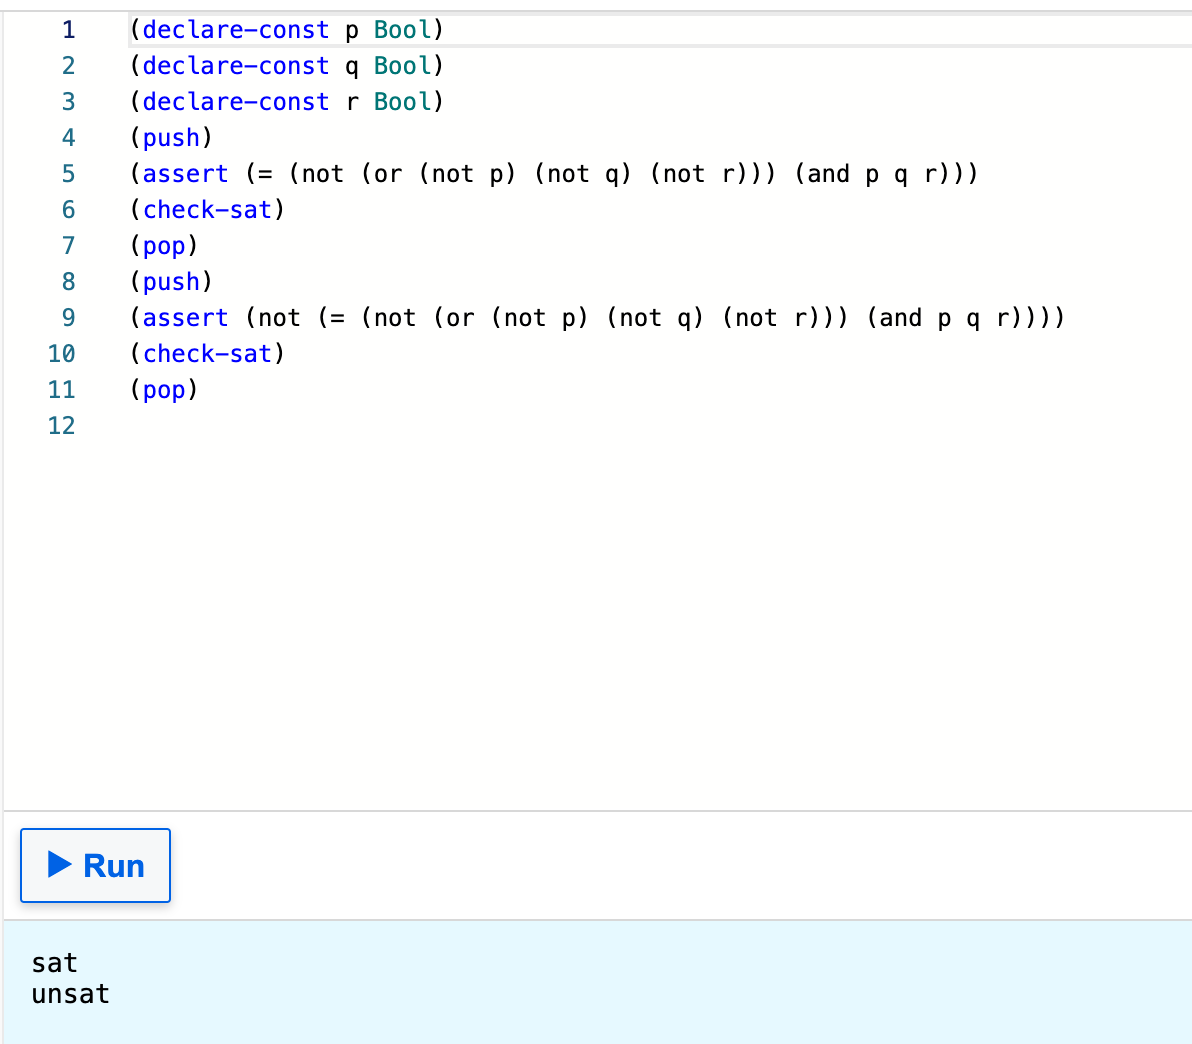 1 (declare-const p Bool)
2 (declare-const q Bool)
3 (declare-const r Bool)
4 (push)
5 (assert (= (not (or (not p) (not q) (not r))) (and p q r)))
6 (check-sat)
7 (pop)
8 (push)
9 (assert (not (= (not (or (not p) (not q) (not r))) (and p q r))))
10 (check-sat)
11 (pop)
12
Run
sat
unsat